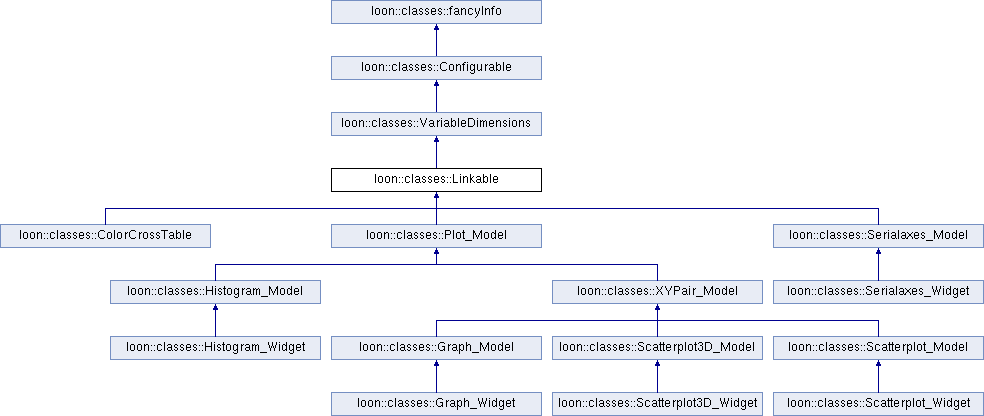 loon::classes::fancyInfo
loon::classes::Configurable
loon::classes::VariableDimensions
loon::classes::Linkable
loon::classes::ColorCrossTable
loon::classes::Plot_Model
loon::classes::Serialaxes_Model
loon::classes::Histogram_Model
loon::classes::XYPair_Model
loon::classes::Serialaxes_Widget
loon::classes::Histogram_Widget
loon::classes::Graph_Model
loon::classes::Scatterplot3D_Model
loon::classes::Scatterplot_Model
loon::classes::Graph_Widget
loon::classes::Scatterplot3D_Widget
loon::classes::Scatterplot_Widget